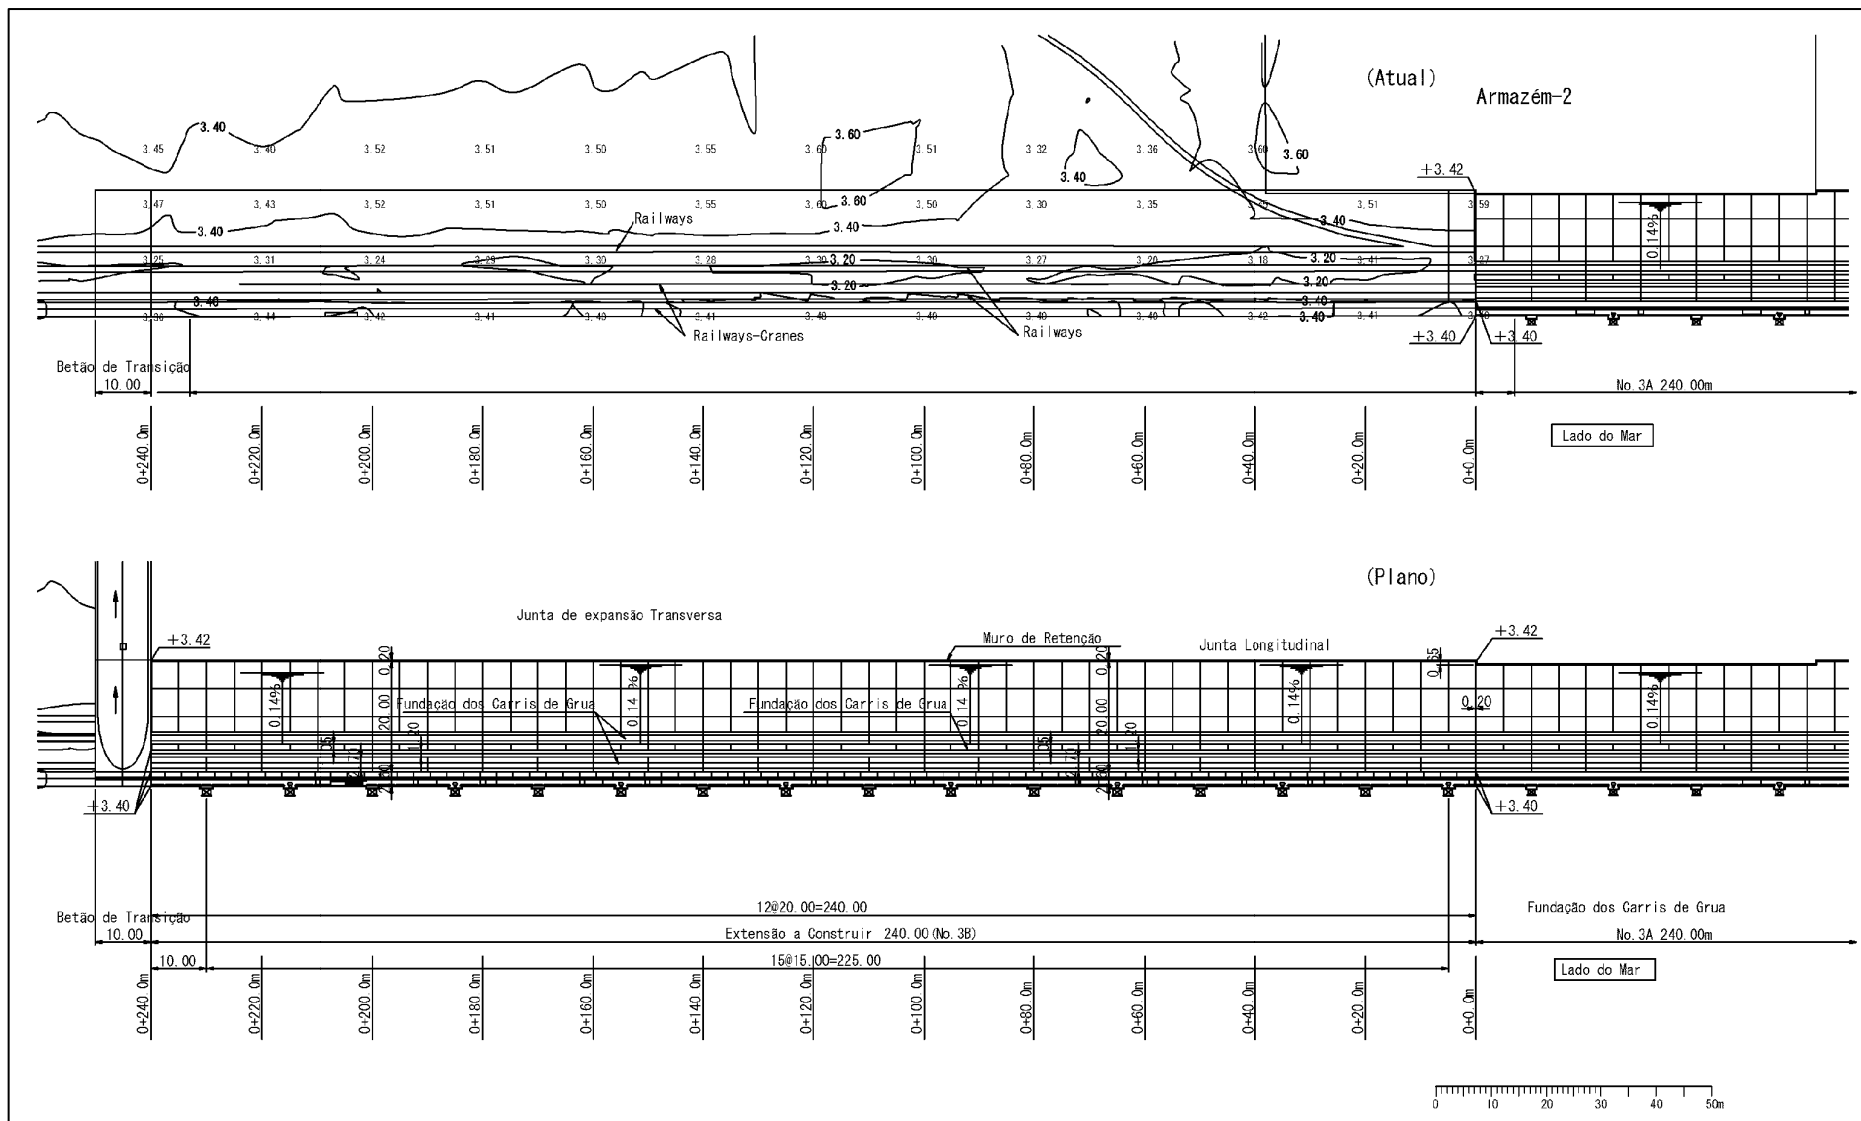 (Atual)
Armazém-2
3.40
3.60
3.60
3.45 3.40 3.52 3.51 3.50 3.55 3.60 3.51 3.32 3.36 3.60
3.40
+3.42
3.60
3.47 3.43 3.52 3.51 3.50 3.55 3.60 3.50 3.30 3.35 3.51 3.59
Railways
3.40
3.40
3.40
0.14%
3.25 3.31 3.24 3.29 3.30 3.28 3.30 3.30 3.27 3.20 3.18 3.41 3.27
3.20
3.20
3.20
3.20
3.40
3.40
3.40
3.44 3.42 3.41 3.40 3.41 3.40 3.40 3.40 3.40 3.42 3.41
Railways-Cranes
Railways
+3.40
+3.40
Betão de Transição
10.00
No.3A 240.00m
0+240.0m
0+220.0m
0+200.0m
0+180.0m
0+160.0m
0+140.0m
0+120.0m
0+100.0m
0+80.0m
0+60.0m
0+40.0m
0+20.0m
0+0.0m
Lado do Mar
(Plano)
Junta de expansão Transversa
+3.42
Muro de Retenção
Junta Longitudinal
+3.42
0.20
0.20
0.65
0.14%
0.14 %
0.14 %
0.14%
0.14%
Fundação dos Carris de Grua
Fundação dos Carris de Grua
20.00
20.00
0.20
1.20
1.20
+3.40
+3.40
12@20.00=240.00
Betão de Transição
Fundação dos Carris de Grua
10.00
Extensão a Construir 240.00(No.3B)
No.3A 240.00m
10.00
15@15.00=225.00
Lado do Mar
0+240.0m
0+220.0m
0+200.0m
0+180.0m
0+160.0m
0+140.0m
0+120.0m
0+100.0m
0+80.0m
0+60.0m
0+40.0m
0+20.0m
0+0.0m
0 10 20 30 40 50m